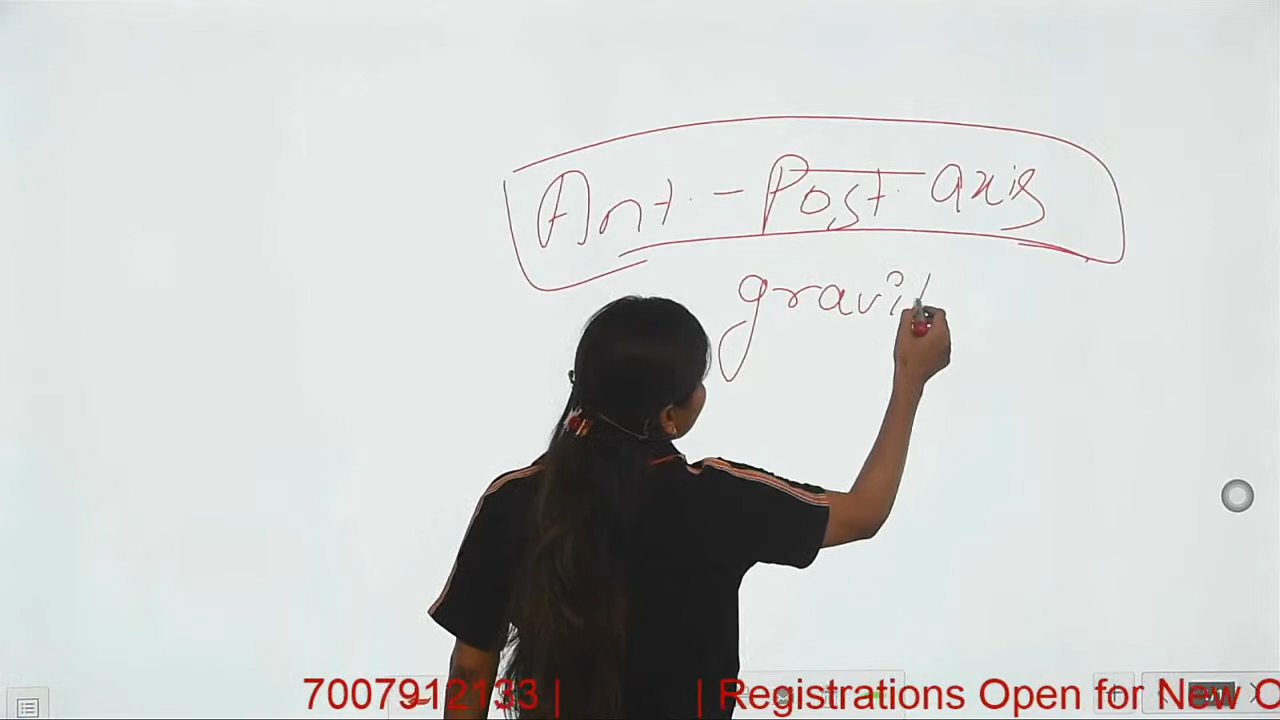 Ant. - Post. axis
gravit
7007912133 | | Registrations Open for New C